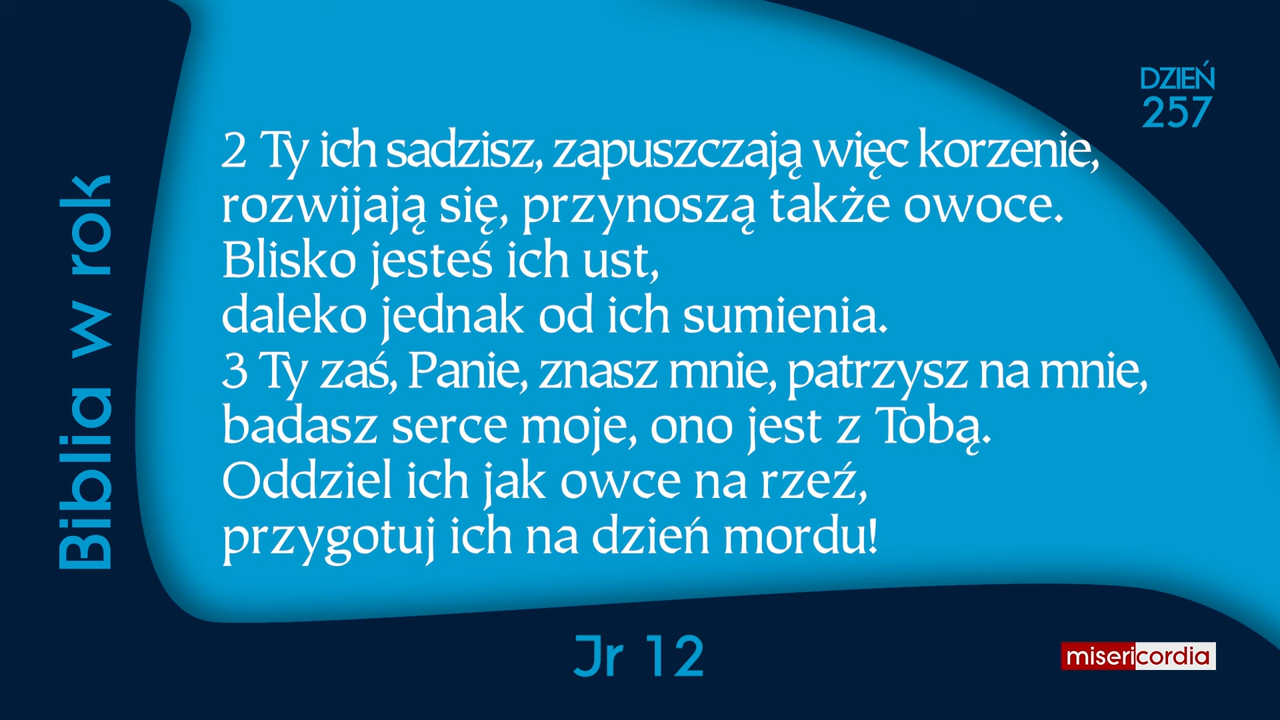 DZIEŃ
257
2 Ty ich sadzisz, zapuszczają więc korzenie,
rozwijają się, przynoszą także owoce.
Blisko jesteś ich ust,
daleko jednak od ich sumienia.
3 Ty zaś, Panie, znasz mnie, patrzysz na mnie,
badasz serce moje, ono jest z Tobą.
Oddziel ich jak owce na rzeź,
przygotuj ich na dzień mordu!
Biblia w rok
Jr 12
misericordia